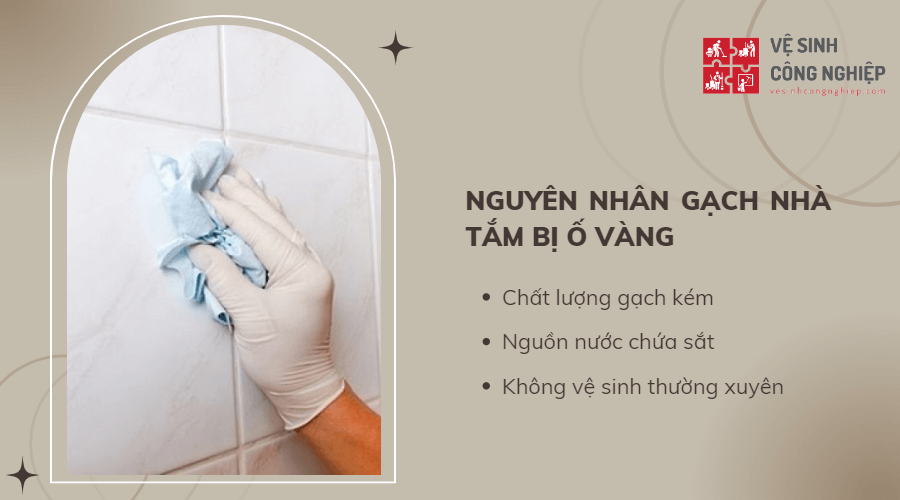 VỆ SINH
CÔNG NGHIỆP
vesinhcongnghiep.com
NGUYÊN NHÂN GẠCH NHÀ
TẮM BỊ Ố VÀNG
• Chất lượng gạch kém
• Nguồn nước chứa sắt
• Không vệ sinh thường xuyên